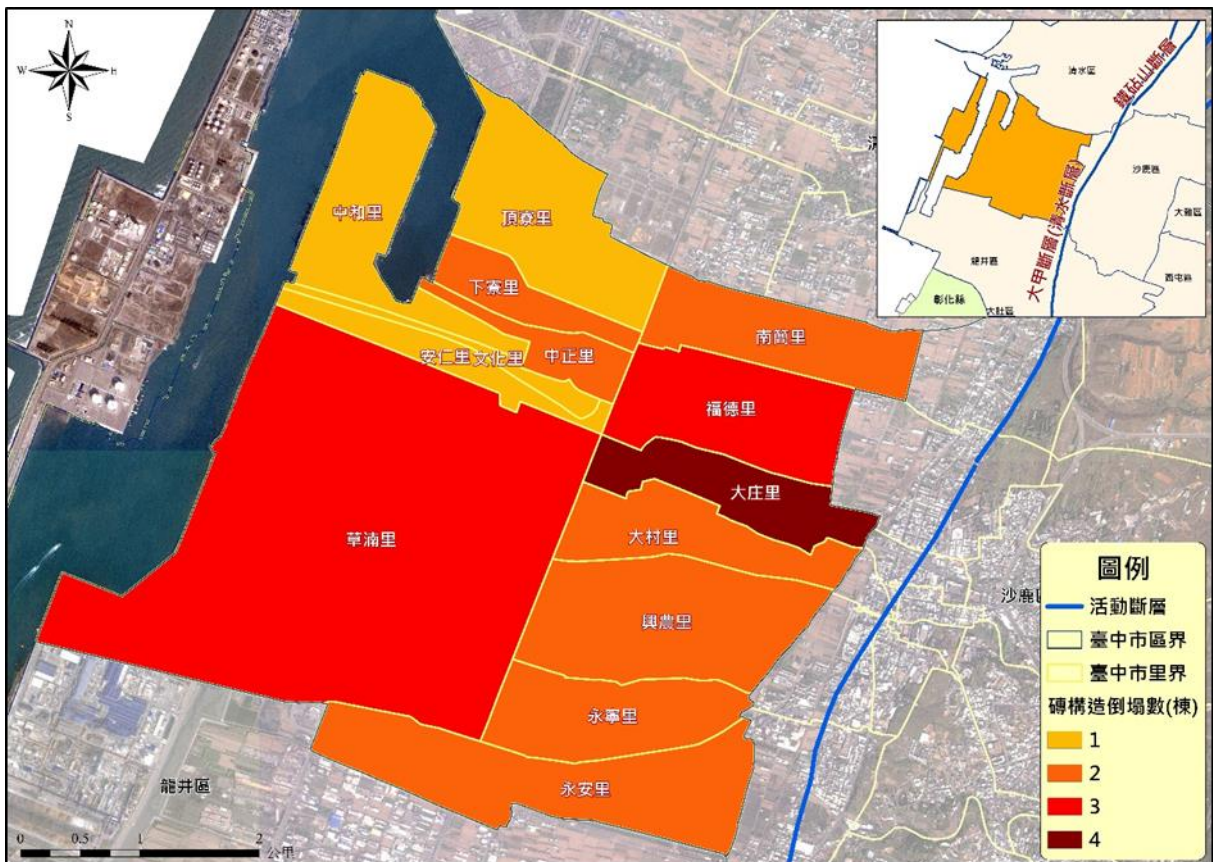 N
W
E
S
中和里
頂寮里
下寮里
中正里
安仁里
文化里
南簡里
福德里
大庄里
大村里
草湳里
興農里
永寧里
永安里
龍井區
0 0.5 1 2
公里
清水區
鐵砧山斷層
沙鹿區
大雅區
大甲斷層(清水斷層)
龍井區
西屯區
彰化縣
大肚區
圖例
活動斷層
臺中市區界
臺中市里界
磚構造倒塌數(棟)
1
2
3
4